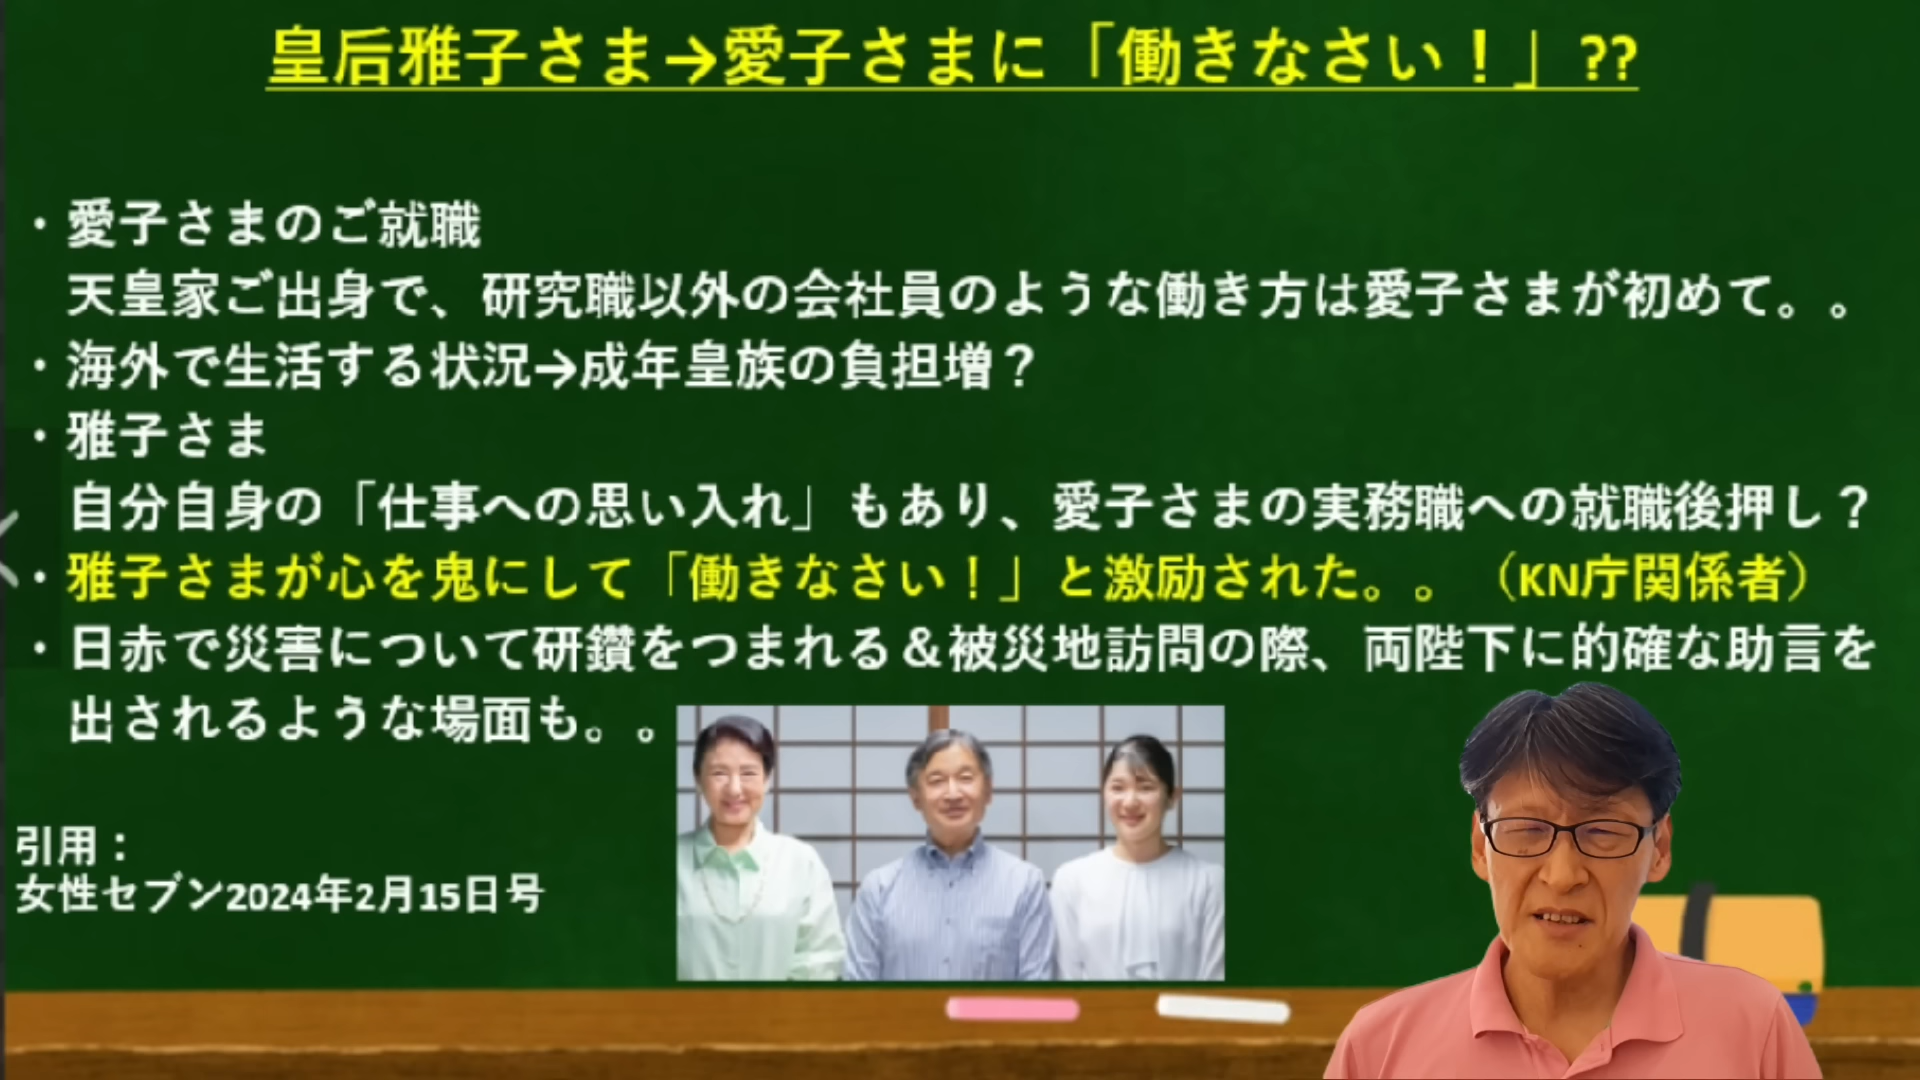 皇后雅子さま→愛子さまに「働きなさい！」??
・愛子さまのご就職
天皇家ご出身で、研究職以外の会社員のような働き方は愛子さまが初めて。。
・海外で生活する状況→成年皇族の負担増？
・雅子さま
自分自身の「仕事への思い入れ」もあり、愛子さまの実務職への就職後押し？
・雅子さまが心を鬼にして「働きなさい！」と激励された。。（KN庁関係者）
・日赤で災害について研鑽をつまれる＆被災地訪問の際、両陛下に的確な助言を
出されるような場面も。。
引用：
女性セブン2024年2月15日号